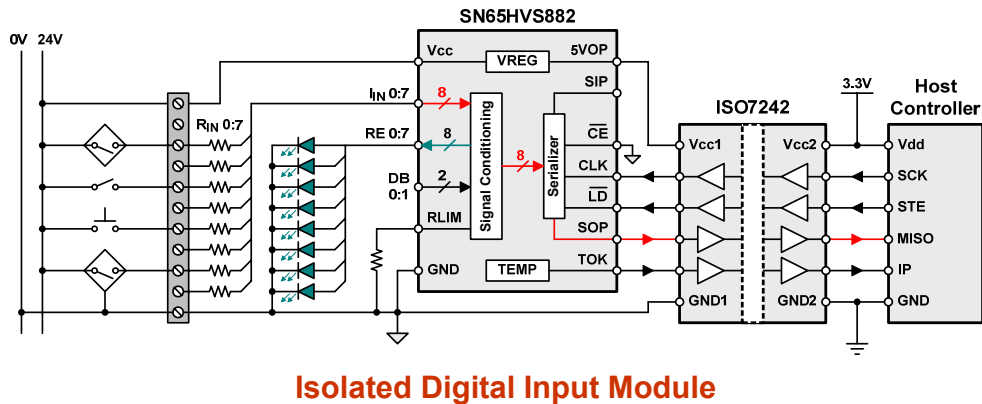 SN65HVS882
0V 24V
Vcc
VREG
5VOP
SIP
IIN 0:7
8
RIN 0:7
RE 0:7
8
CE
DB
0:1
2
Signal Conditioning
8
Serializer
CLK
LD
RLIM
SOP
GND
TEMP
TOK
ISO7242
Vcc1
Vcc2
GND1
GND2
3.3V
Host
Controller
Vdd
SCK
STE
MISO
IP
GND
Isolated Digital Input Module